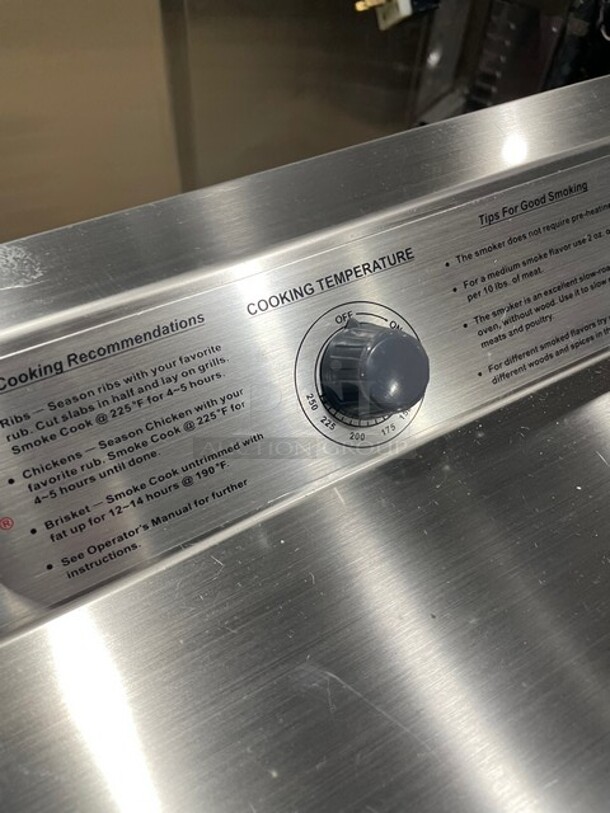 Cooking Recommendations
Ribs — Season ribs with your favorite
rub. Cut slabs in half and lay on grills.
Smoke Cook @ 225°F for 4~5 hours.
• Chickens — Season Chicken with your
favorite rub. Smoke Cook @ 225°F for
4~5 hours until done.
• Brisket — Smoke Cook untrimmed with
fat up for 12~14 hours @ 190°F.
• See Operator's Manual for further
instructions.
®
COOKING TEMPERATURE
OFF
ON
250
225
200
175
Tips For Good Smoking
• The smoker does not require pre-heatin
• For a medium smoke flavor use 2 oz. o
per 10 lbs. of meat.
• The smoker is an excellent slow-ro
oven, without wood. Use it to slow
meats and poultry.
• For different smoked flavors try
different woods and spices in
AUCTION GROUP